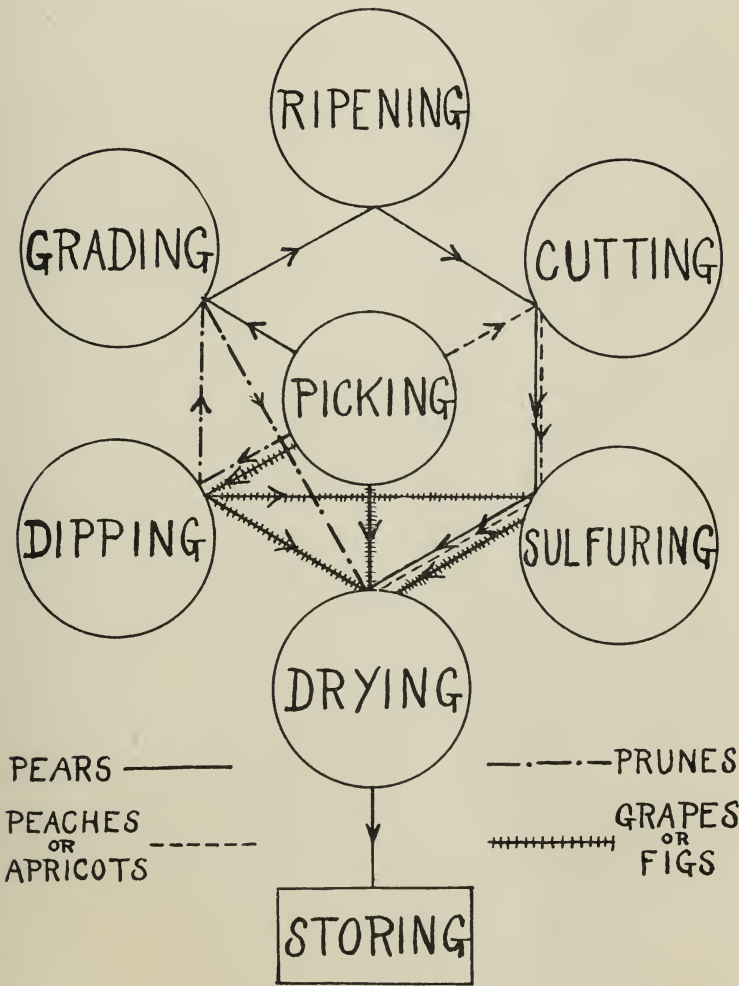 RIPENING
GRADING
CUTTING
PICKING
DIPPING
SULFURING
DRYING
PEARS
PRUNES
PEACHES
OR
APRICOTS
GRAPES
OR
FIGS
STORING